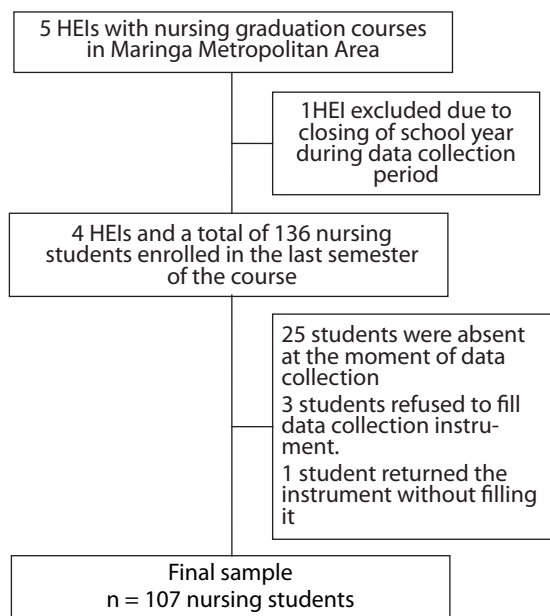 5 HEIs with nursing graduation courses
in Maringa Metropolitan Area
1HEI excluded due to
closing of school year
during data collection
period
4 HEIs and a total of 136 nursing
students enrolled in the last semester
of the course
25 students were absent
at the moment of data
collection
3 students refused to fill
data collection instru-
ment.
1 student returned the
instrument without filling
it
Final sample
n = 107 nursing students